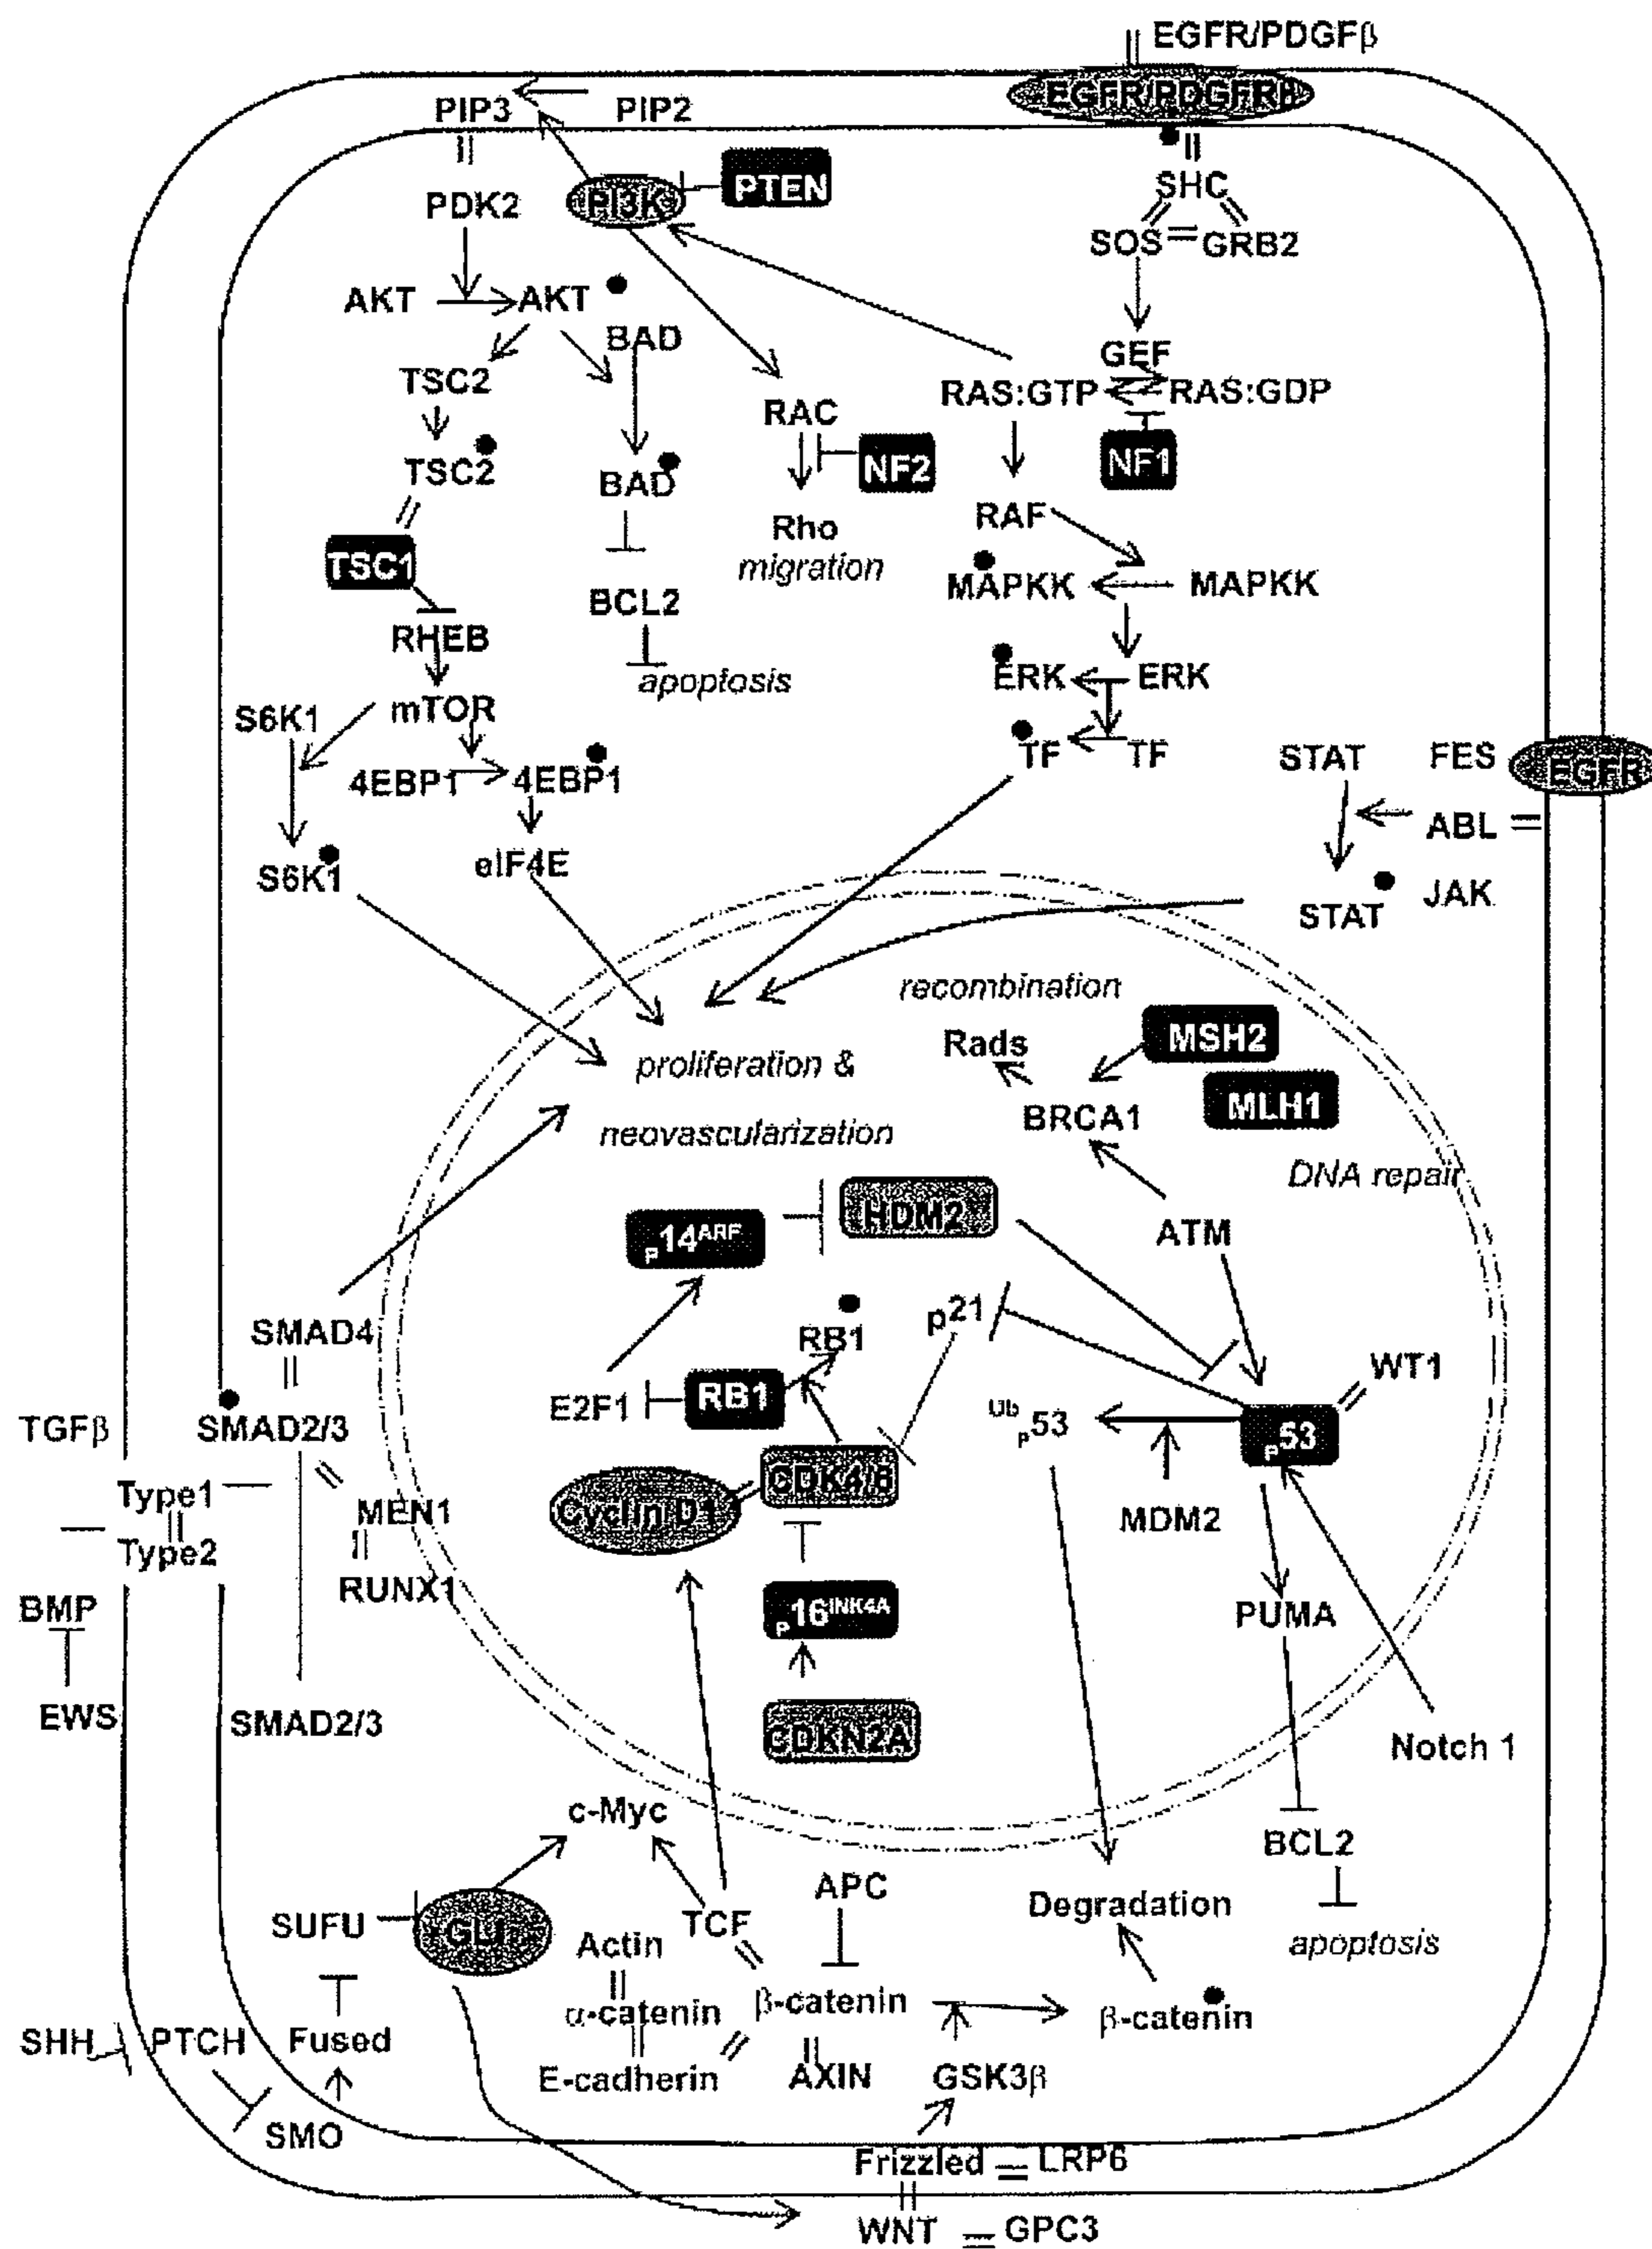 EGFR/PDGFβ
EGFR/PDGFRβ
PIP3
PIP2
PTEN
PI3K
PDK2
SHC
SOS
GRB2
AKT
AKT
BAD
GEF
RAS:GTP
RAS:GDP
TSC2
RAC
NF2
NF1
TSC2
BAD
RAF
Rho
migration
TSC1
MAPKK
MAPKK
BCL2
RHEB
apoptosis
ERK
ERK
mTOR
S6K1
TF
TF
4EBP1
4EBP1
STAT
FES
EGFR
ABL
S6K1
eIF4E
STAT
JAK
recombination
Rads
MSH2
MLH1
proliferation &
neovascularization
BRCA1
DNA repair
p14ARF
HDM2
ATM
SMAD4
RB1
p21
WT1
E2F1
RB1
Ub
p53
p53
TGFβ
SMAD2/3
CDK4/6
Cyclin D1
MDM2
Type1
MEN1
Type2
RUNX1
BMP
p16INK4A
PUMA
EWS
SMAD2/3
CDKN2A
Notch 1
c-Myc
BCL2
APC
Degradation
SUFU
GLI
TCF
Actin
apoptosis
α-catenin
β-catenin
β-catenin
SHH
PTCH
Fused
E-cadherin
AXIN
GSK3β
SMO
Frizzled
LRP6
WNT
GPC3